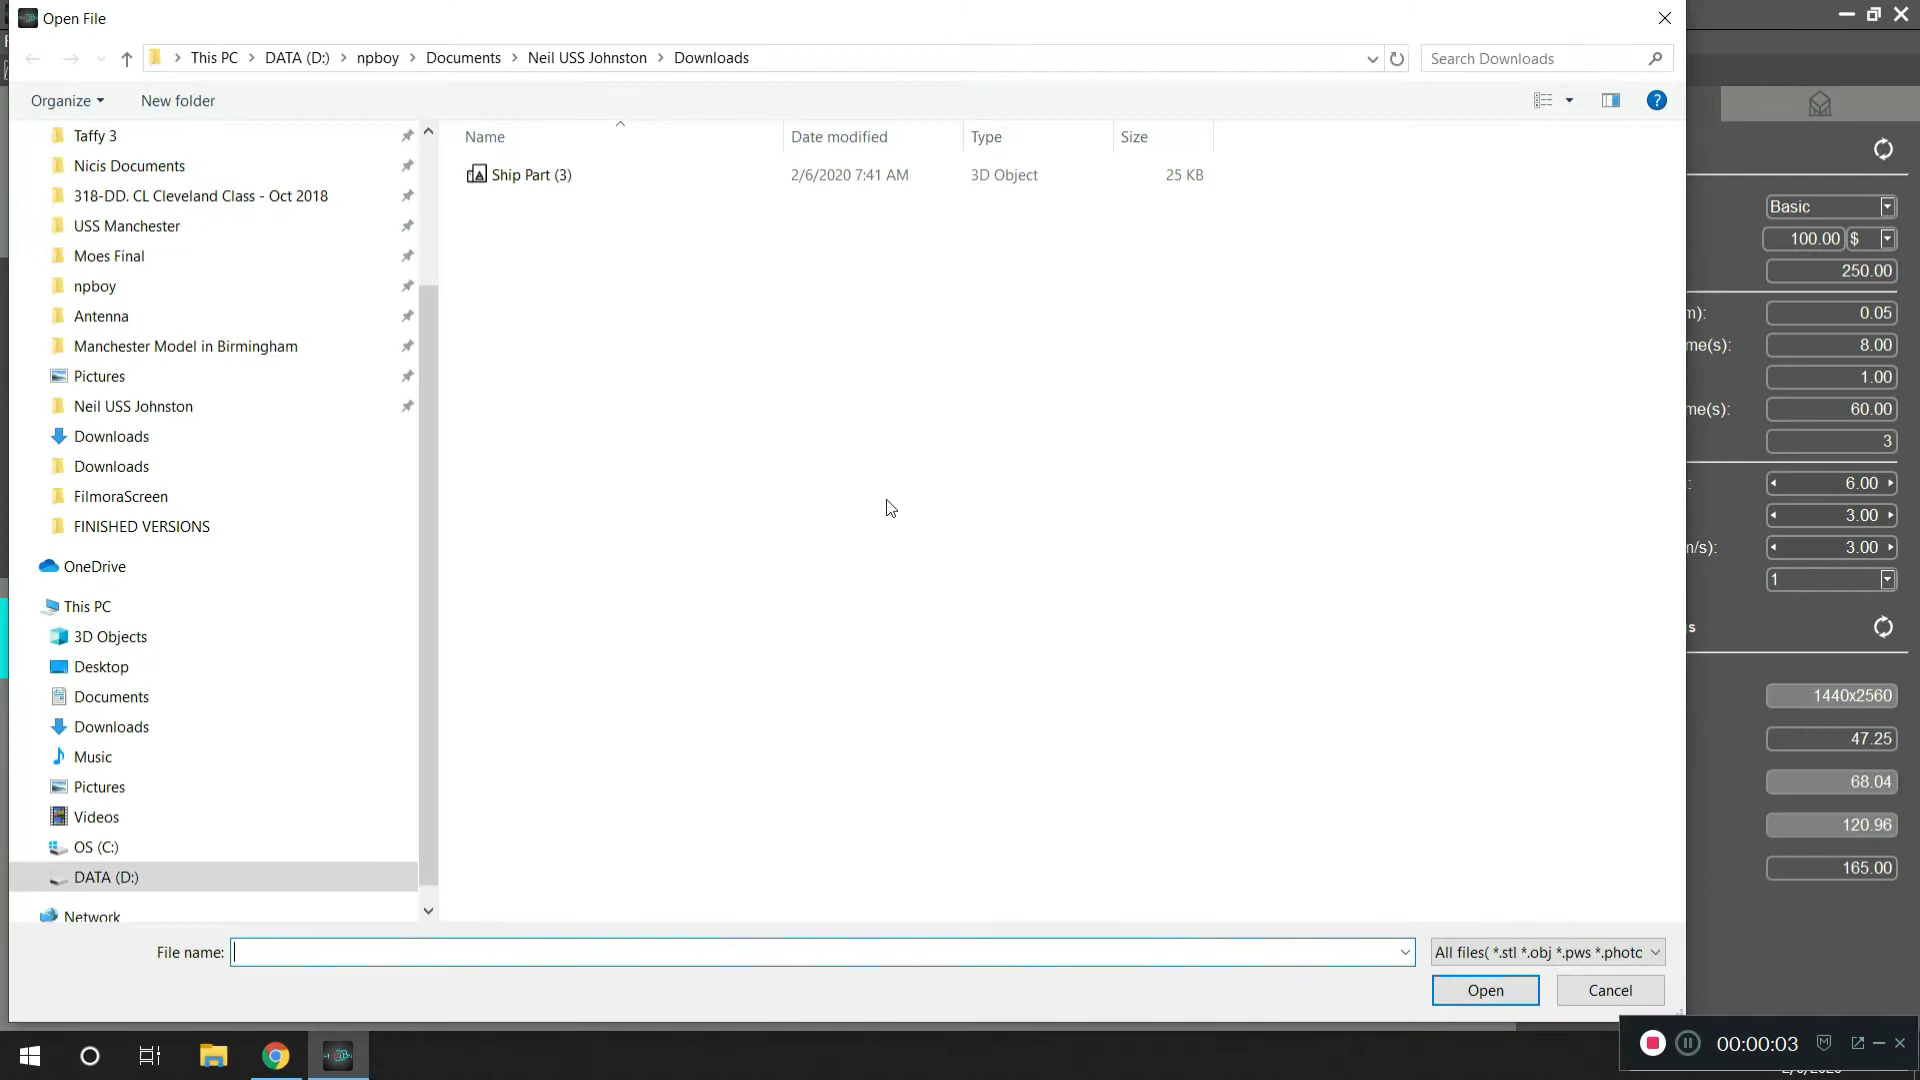 Open File
This PC > DATA (D:) > npboy > Documents > Neil USS Johnston > Downloads
Search Downloads
Organize
New folder
Name
Date modified
Type
Size
Ship Part (3)
2/6/2020 7:41 AM
3D Object
25 KB
Taffy 3
Nicis Documents
318-DD. CL Cleveland Class - Oct 2018
USS Manchester
Moes Final
npboy
Antenna
Manchester Model in Birmingham
Pictures
Neil USS Johnston
Downloads
Downloads
FilmoraScreen
FINISHED VERSIONS
OneDrive
This PC
3D Objects
Desktop
Documents
Downloads
Music
Pictures
Videos
OS (C:)
DATA (D:)
Network
File name:
All files( *.stl *.obj *.pws *.photc
Open
Cancel
Basic
100.00 $
250.00
m): 0.05
me(s): 8.00
1.00
me(s): 60.00
3
: 6.00
3.00
m/s): 3.00
1
s
1440x2560
47.25
68.04
120.96
165.00
00:00:03